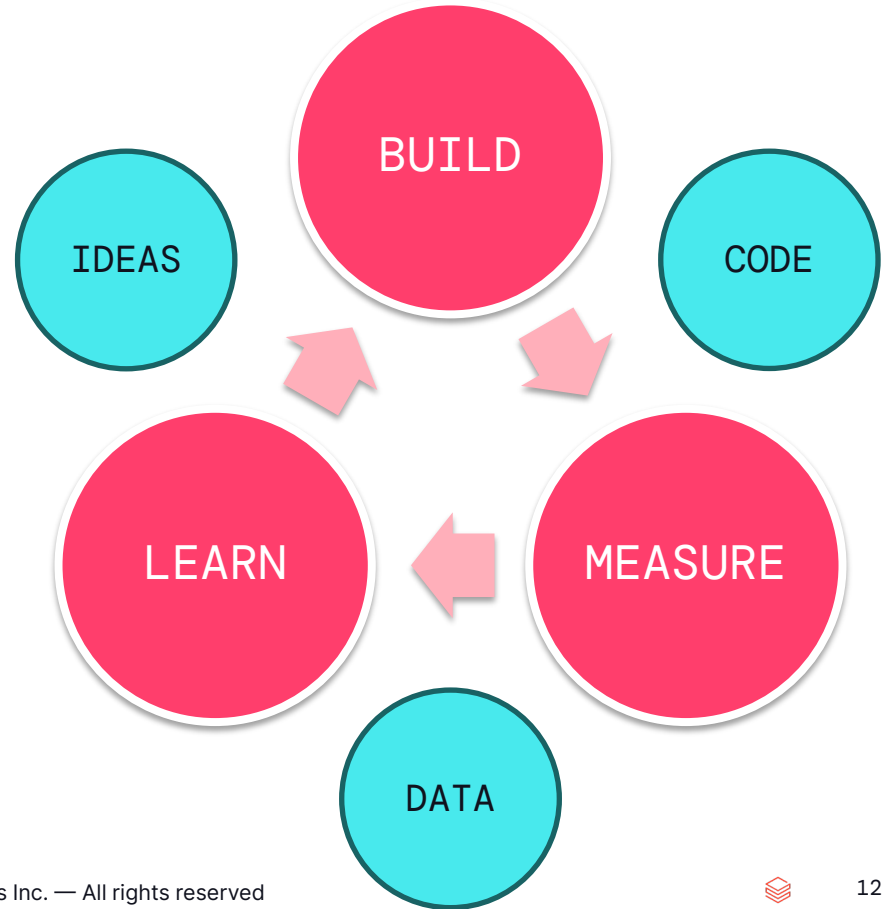 BUILD
IDEAS
CODE
LEARN
MEASURE
DATA
s Inc. — All rights reserved
12